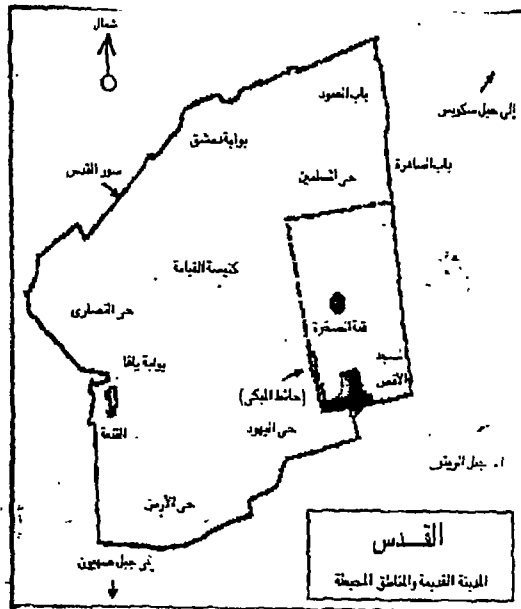 شمال
باب العمود
إلى جبل سكوبس
بوابة دمشق
باب الساهرة
سور القدس
حي المسلمين
كنيسة القيامة
حي النصارى
قبة الصخرة
بوابة يافا
مسجد
الأقصى
(حائط المبكى)
حي اليهود
القلعة
جبل الزيتون
حي الأرمن
القدس
إلى جبل صهيون
المدينة القديمة والمناطق المحيطة